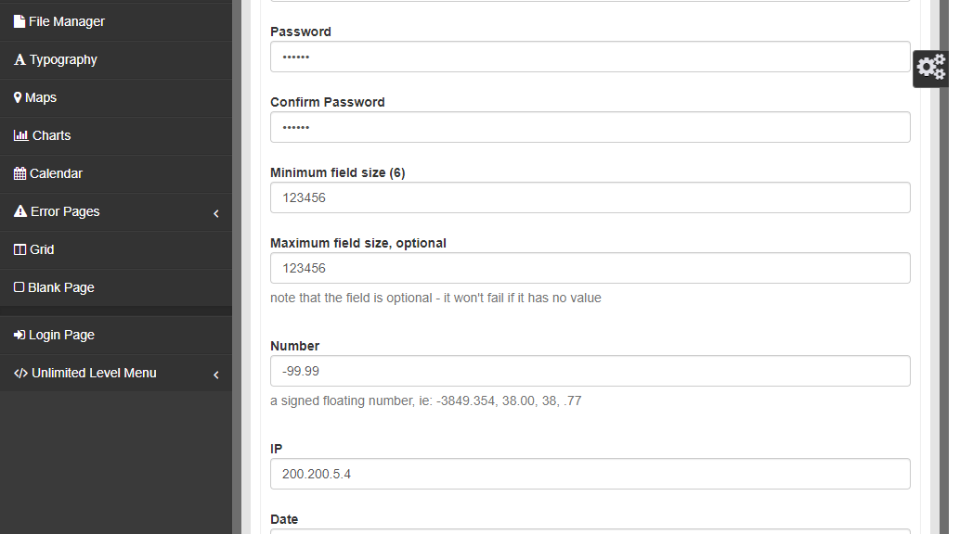 File Manager
Typography
Maps
Charts
Calendar
Error Pages
Grid
Blank Page
Login Page
Unlimited Level Menu
Password
••••••
Confirm Password
••••••
Minimum field size (6)
123456
Maximum field size, optional
123456
note that the field is optional - it won't fail if it has no value
Number
-99.99
a signed floating number, ie: -3849.354, 38.00, 38, .77
IP
200.200.5.4
Date